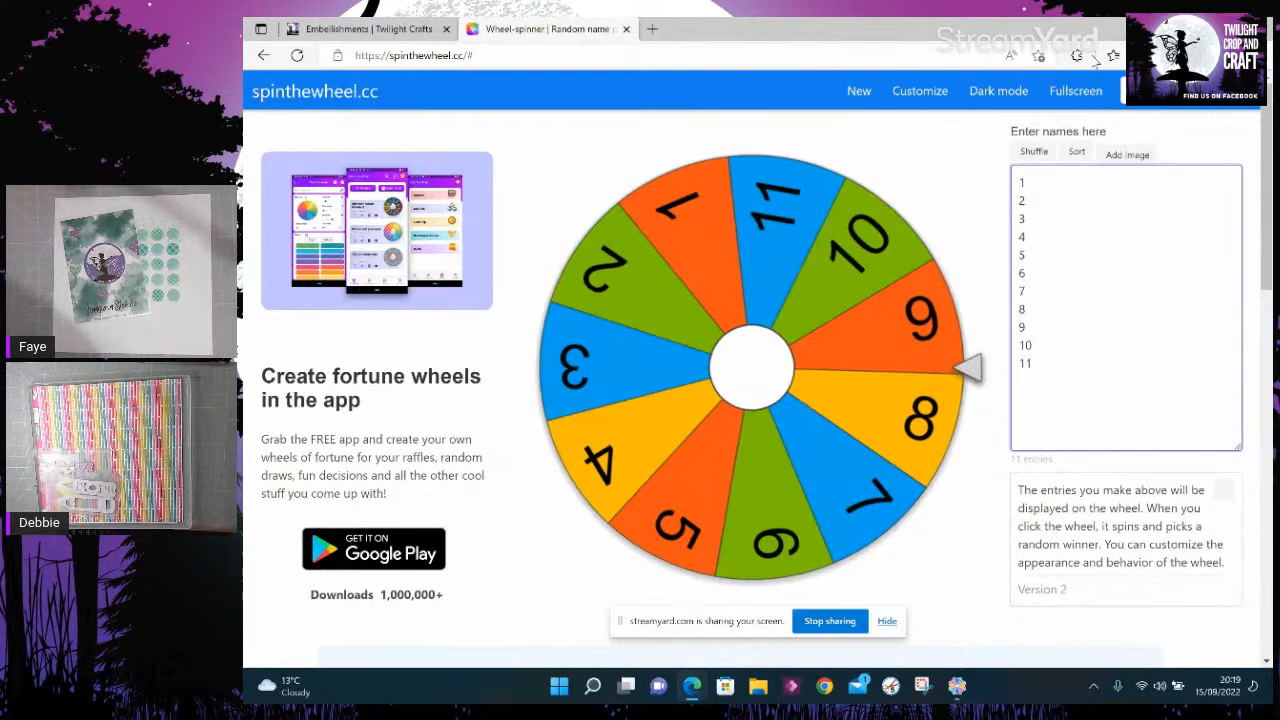 Embellishments | Twilight Crafts
Wheel-spinner | Random name p
StreamYard
https://spinthewheel.cc/#
TWILIGHT
CROP AND
CRAFT
FIND US ON FACEBOOK
spinthewheel.cc
New
Customize
Dark mode
Fullscreen
Enter names here
Shuffle
Sort
Add image
1
2
3
4
5
6
7
8
9
10
11
11 entries
The entries you make above will be
displayed on the wheel. When you
click the wheel, it spins and picks a
random winner. You can customize the
appearance and behavior of the wheel.
Version 2
1
2
3
4
5
6
7
8
9
10
11
Create fortune wheels
in the app
Grab the FREE app and create your own
wheels of fortune for your raffles, random
draws, fun decisions and all the other cool
stuff you come up with!
GET IT ON
Google Play
Downloads 1,000,000+
streamyard.com is sharing your screen.
Stop sharing
Hide
Faye
Debbie
13°C
Cloudy
20:19
15/09/2022